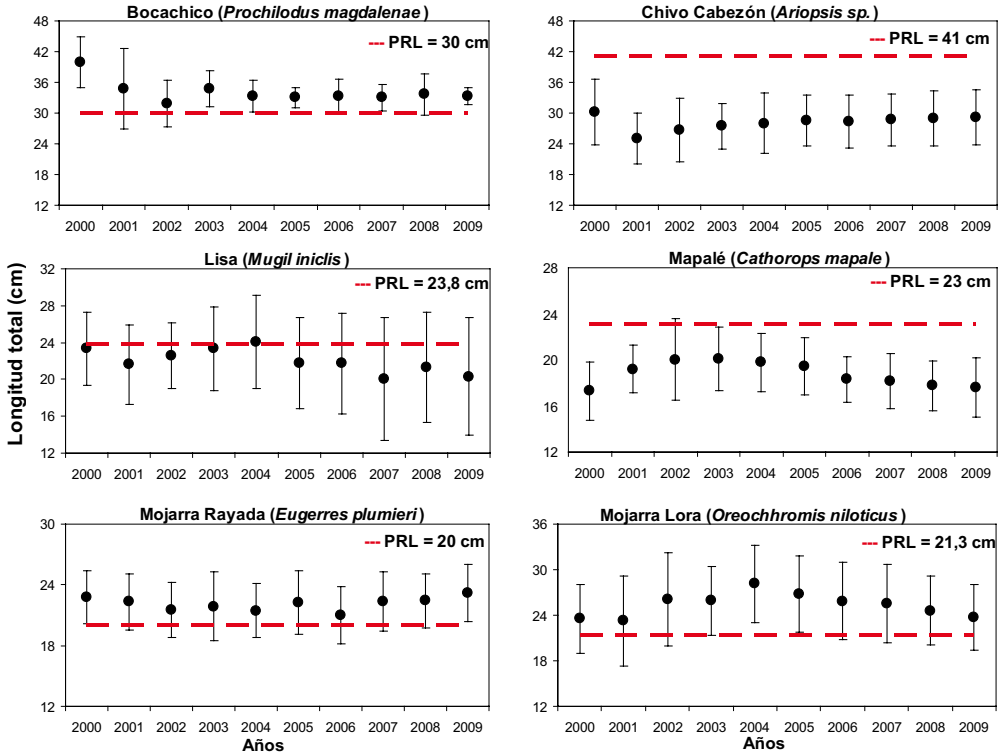 Bocachico (Prochilodus magdalenae)
48
42
36
30
24
18
12
PRL = 30 cm
2000 2001 2002 2003 2004 2005 2006 2007 2008 2009
Chivo Cabezón (Ariopsis sp.)
48
42
36
30
24
18
12
PRL = 41 cm
2000 2001 2002 2003 2004 2005 2006 2007 2008 2009
Longitud total (cm)
Lisa (Mugil iniclis)
32
28
24
20
16
12
PRL = 23,8 cm
2000 2001 2002 2003 2004 2005 2006 2007 2008 2009
Mapalé (Cathorops mapale)
28
24
20
16
12
PRL = 23 cm
2000 2001 2002 2003 2004 2005 2006 2007 2008 2009
Mojarra Rayada (Eugerres plumieri)
30
24
18
12
PRL = 20 cm
2000 2001 2002 2003 2004 2005 2006 2007 2008 2009
Años
Mojarra Lora (Oreochhromis niloticus)
36
30
24
18
12
PRL = 21,3 cm
2000 2001 2002 2003 2004 2005 2006 2007 2008 2009
Años